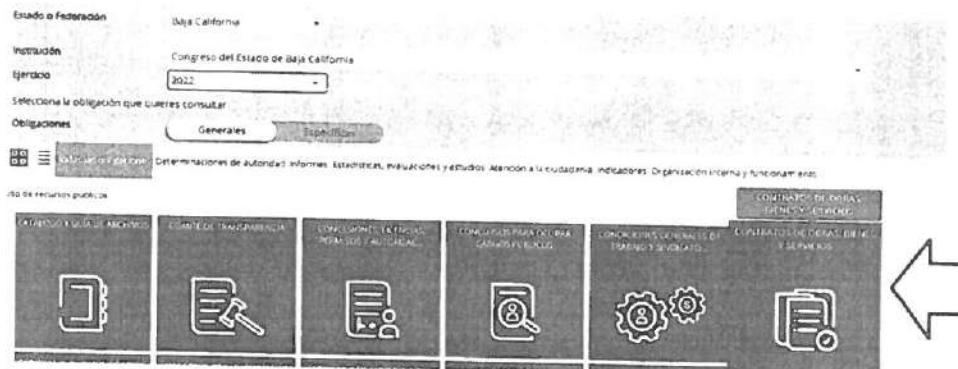 Estado o Federación
Baja California
Institución
Congreso del Estado de Baja California
Ejercicio
2022
Selecciona la obligación que quieres consultar
Obligaciones
Generales
Específicas
Determinaciones de autoridad Informes Estadísticas, evaluaciones y estudios Atención a la ciudadanía Indicadores Organización interna y funcionamiento
de recursos públicos
CONTRATOS DE OBRAS,
BIENES Y SERVICIOS
CATÁLOGO Y GUÍA DE ARCHIVOS
COMITÉ DE TRANSPARENCIA
CONCESIONES, LICENCIAS,
PERMISOS Y AUTORIZAC...
CONCURSOS PARA OCUPAR
CARGOS PÚBLICOS
CONDICIONES GENERALES DE
TRABAJO Y SINDICATO...
CONTRATOS DE OBRAS, BIENES
Y SERVICIOS